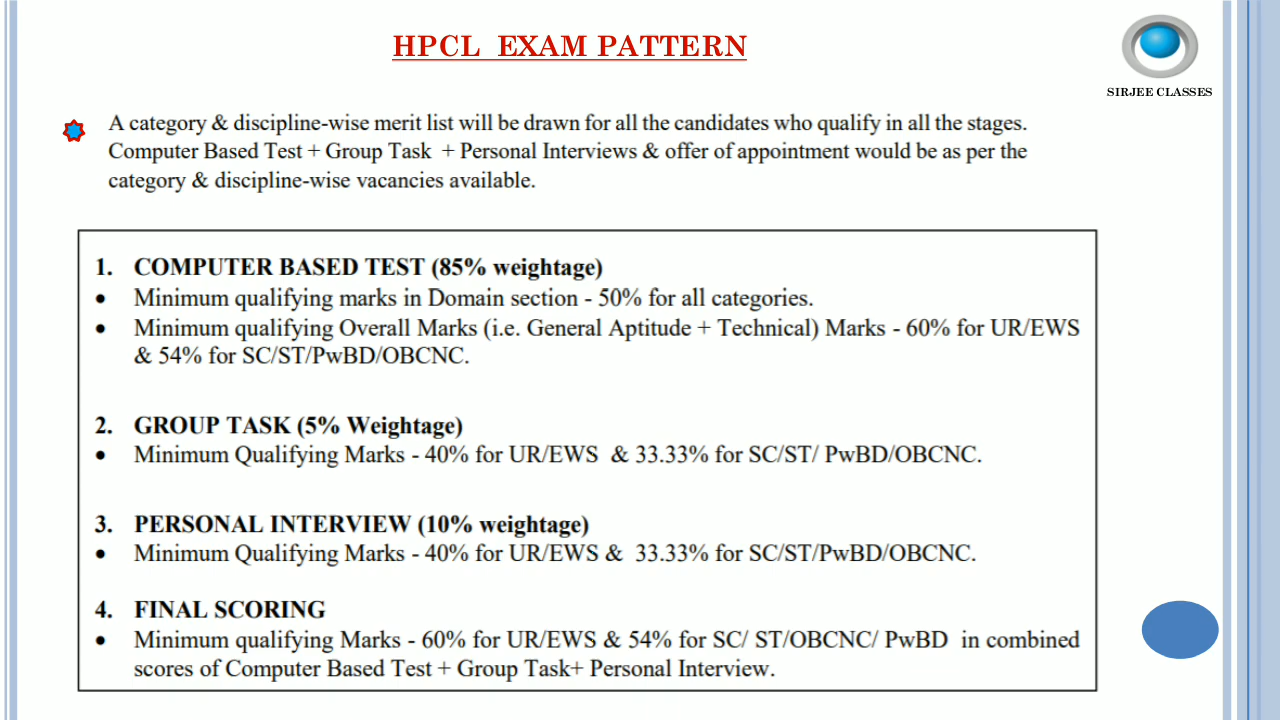 HPCL EXAM PATTERN
SIRJEE CLASSES
A category & discipline-wise merit list will be drawn for all the candidates who qualify in all the stages.
Computer Based Test + Group Task + Personal Interviews & offer of appointment would be as per the
category & discipline-wise vacancies available.
1. COMPUTER BASED TEST (85% weightage)
• Minimum qualifying marks in Domain section - 50% for all categories.
• Minimum qualifying Overall Marks (i.e. General Aptitude + Technical) Marks - 60% for UR/EWS
& 54% for SC/ST/PwBD/OBCNC.
2. GROUP TASK (5% Weightage)
• Minimum Qualifying Marks - 40% for UR/EWS & 33.33% for SC/ST/ PwBD/OBCNC.
3. PERSONAL INTERVIEW (10% weightage)
• Minimum Qualifying Marks - 40% for UR/EWS & 33.33% for SC/ST/PwBD/OBCNC.
4. FINAL SCORING
• Minimum qualifying Marks - 60% for UR/EWS & 54% for SC/ ST/OBCNC/ PwBD in combined
scores of Computer Based Test + Group Task+ Personal Interview.